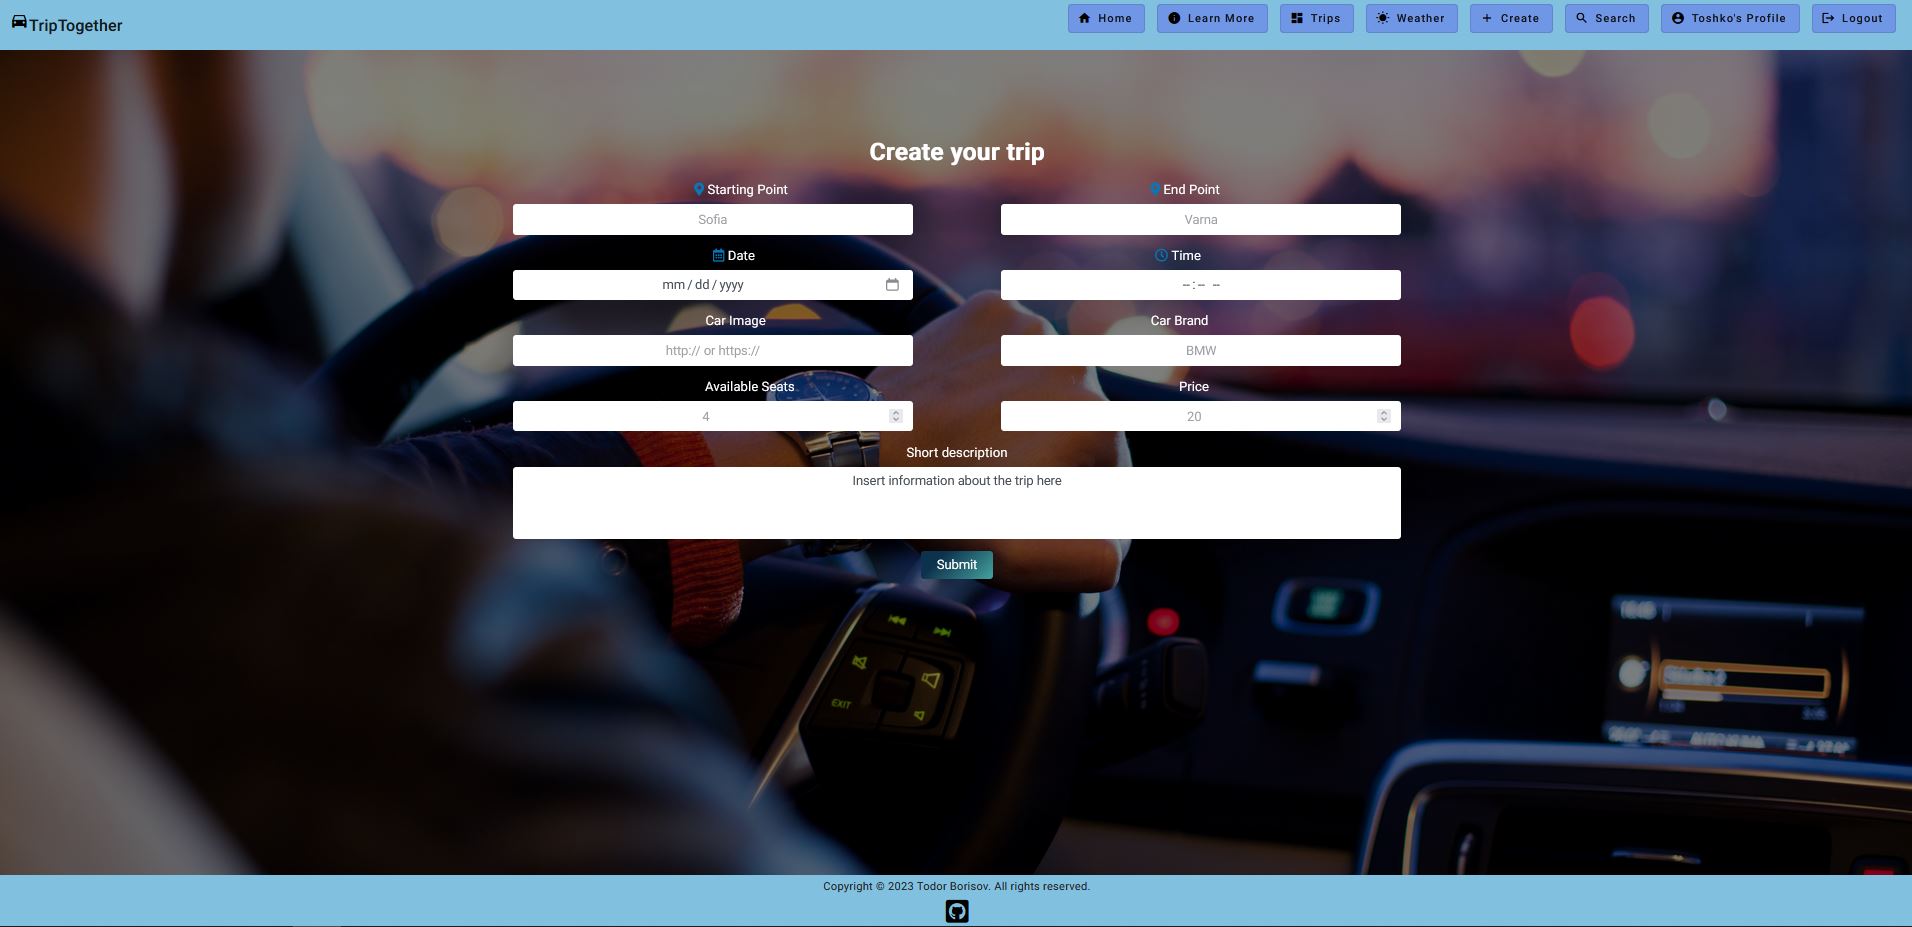 TripTogether
Home Learn More Trips Weather Create Search Toshko's Profile Logout
Create your trip
Starting Point End Point
Sofia Varna
Date Time
mm / dd / yyyy --:-- --
Car Image Car Brand
http:// or https:// BMW
Available Seats Price
4 20
Short description
Insert information about the trip here
Submit
EXIT
Copyright © 2023 Todor Borisov. All rights reserved.